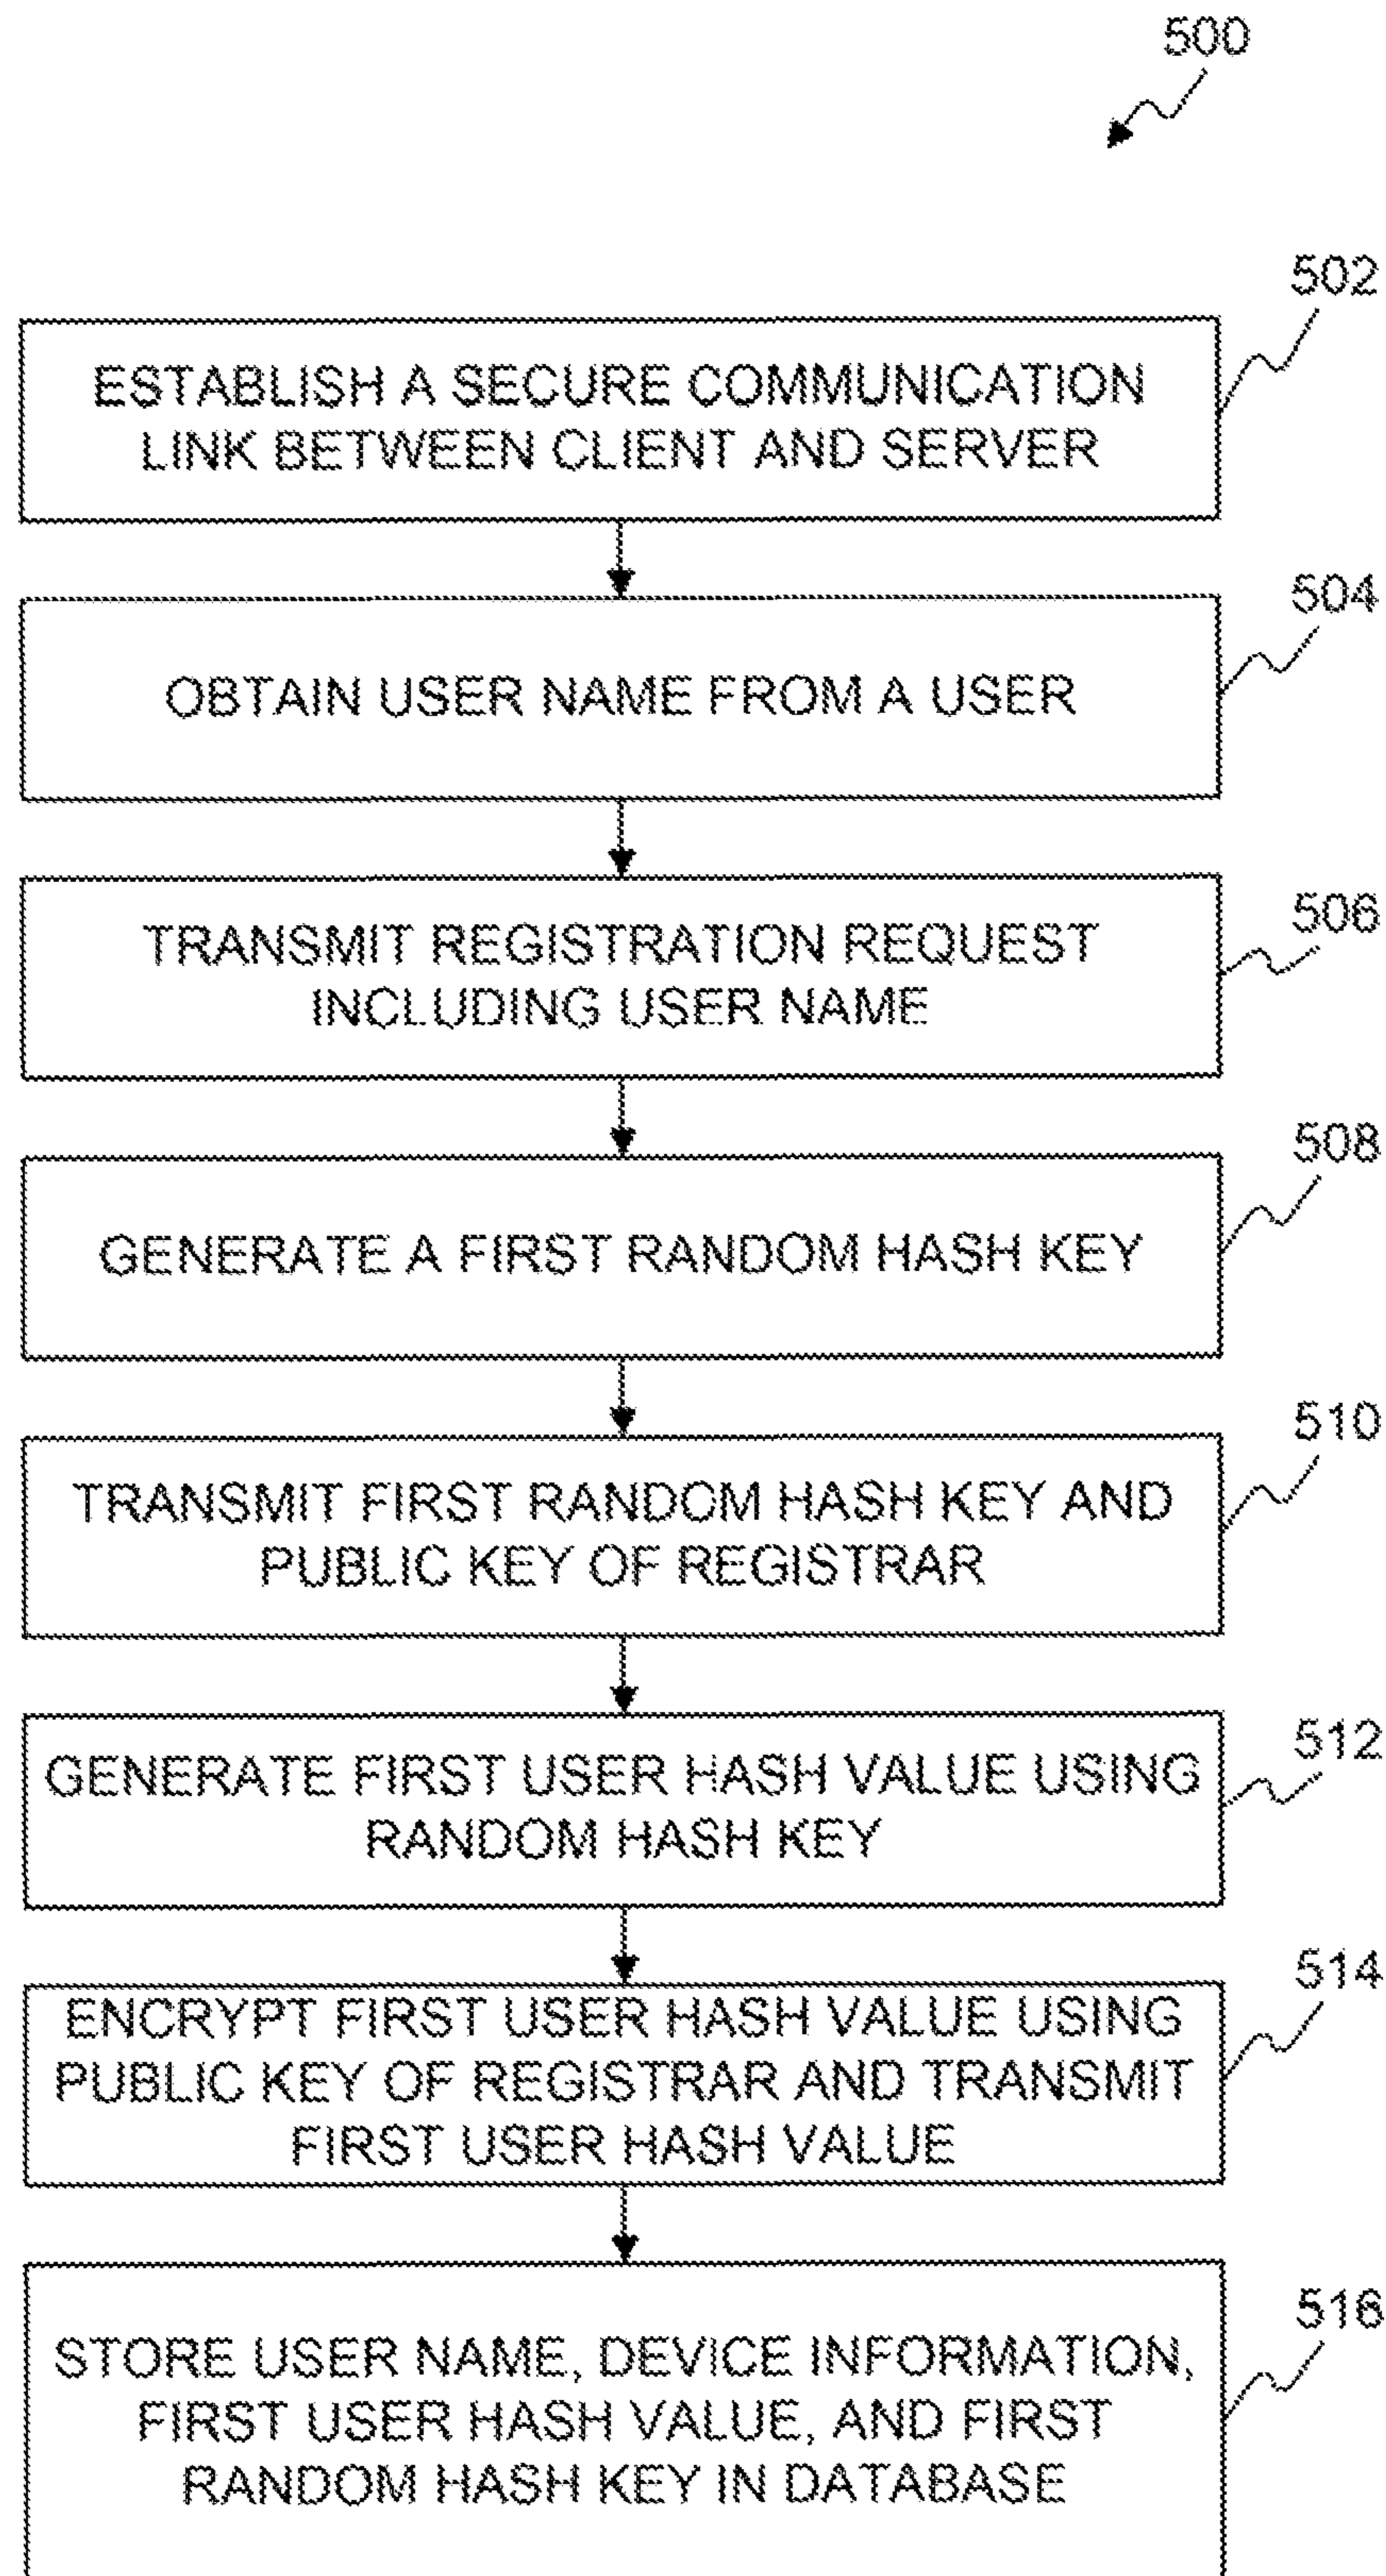 500
502
ESTABLISH A SECURE COMMUNICATION
LINK BETWEEN CLIENT AND SERVER
504
OBTAIN USER NAME FROM A USER
506
TRANSMIT REGISTRATION REQUEST
INCLUDING USER NAME
508
GENERATE A FIRST RANDOM HASH KEY
510
TRANSMIT FIRST RANDOM HASH KEY AND
PUBLIC KEY OF REGISTRAR
512
GENERATE FIRST USER HASH VALUE USING
RANDOM HASH KEY
514
ENCRYPT FIRST USER HASH VALUE USING
PUBLIC KEY OF REGISTRAR AND TRANSMIT
FIRST USER HASH VALUE
516
STORE USER NAME, DEVICE INFORMATION,
FIRST USER HASH VALUE, AND FIRST
RANDOM HASH KEY IN DATABASE